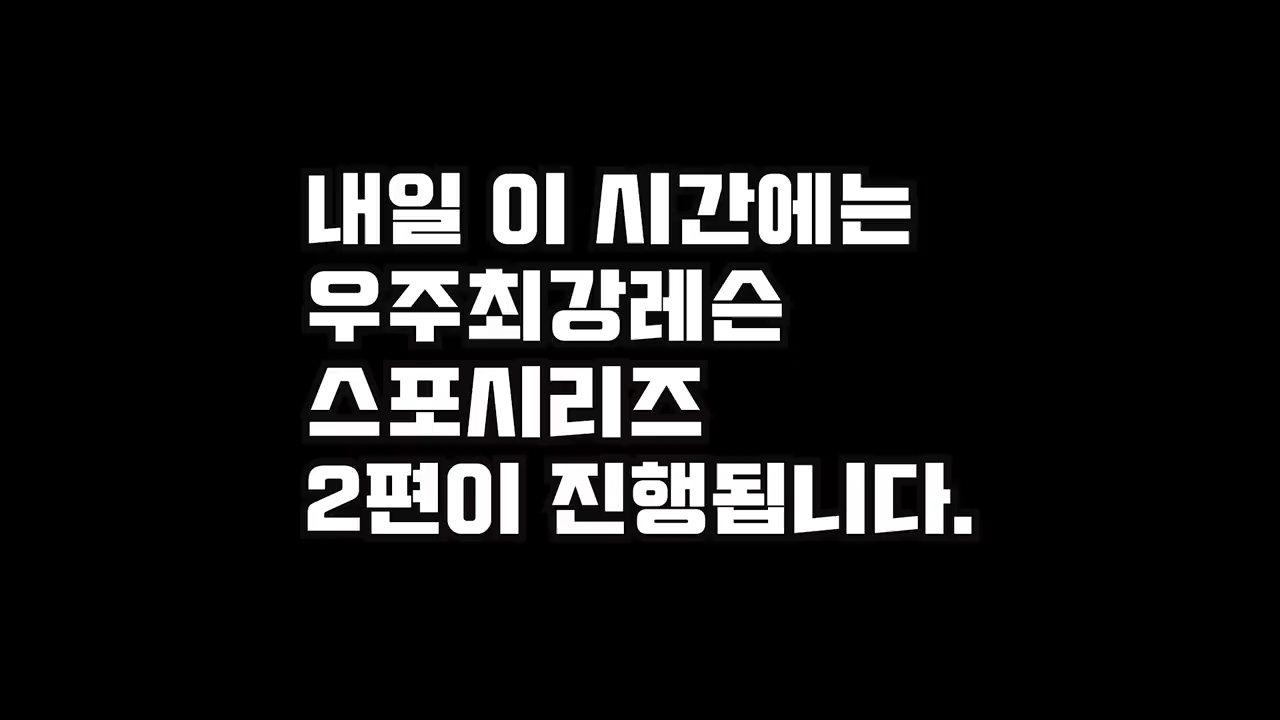 내일 이 시간에는
우주최강레슨
스포시리즈
2편이 진행됩니다.